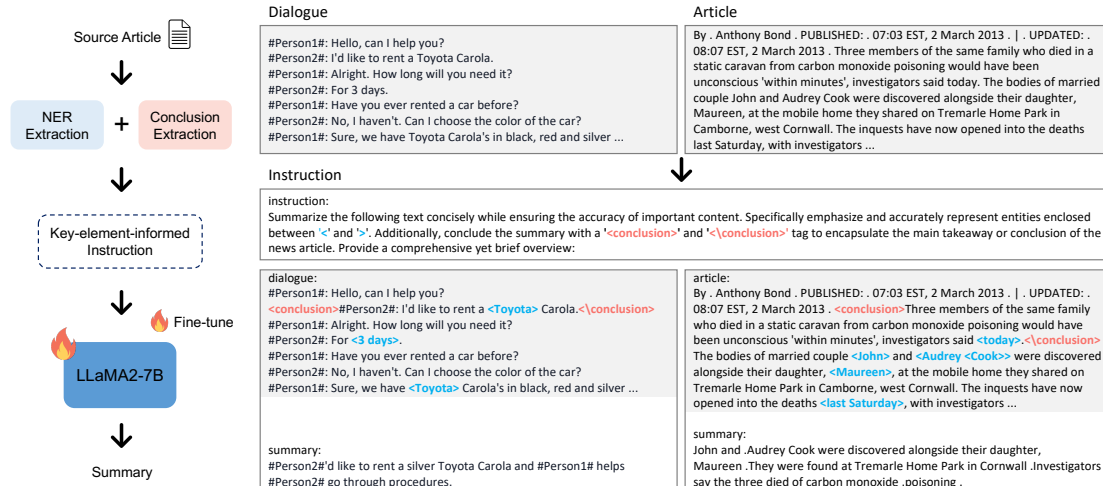 Source Article
NER
Extraction
+
Conclusion
Extraction
Key-element-informed
Instruction
Fine-tune
LLaMA2-7B
Summary
Dialogue
#Person1#: Hello, can I help you?
#Person2#: I'd like to rent a Toyota Carola.
#Person1#: Alright. How long will you need it?
#Person2#: For 3 days.
#Person1#: Have you ever rented a car before?
#Person2#: No, I haven't. Can I choose the color of the car?
#Person1#: Sure, we have Toyota Carola's in black, red and silver ...
Article
By . Anthony Bond . PUBLISHED: . 07:03 EST, 2 March 2013 . | . UPDATED: .
08:07 EST, 2 March 2013 . Three members of the same family who died in a
static caravan from carbon monoxide poisoning would have been
unconscious 'within minutes', investigators said today. The bodies of married
couple John and Audrey Cook were discovered alongside their daughter,
Maureen, at the mobile home they shared on Tremarle Home Park in
Camborne, west Cornwall. The inquests have now opened into the deaths
last Saturday, with investigators ...
Instruction
instruction:
Summarize the following text concisely while ensuring the accuracy of important content. Specifically emphasize and accurately represent entities enclosed
between '<' and '>'. Additionally, conclude the summary with a '<conclusion>' and '<\conclusion>' tag to encapsulate the main takeaway or conclusion of the
news article. Provide a comprehensive yet brief overview:
dialogue:
#Person1#: Hello, can I help you?
<conclusion>#Person2#: I'd like to rent a <Toyota> Carola.<\conclusion>
#Person1#: Alright. How long will you need it?
#Person2#: For <3 days>.
#Person1#: Have you ever rented a car before?
#Person2#: No, I haven't. Can I choose the color of the car?
#Person1#: Sure, we have <Toyota> Carola's in black, red and silver ...
summary:
#Person2#'d like to rent a silver Toyota Carola and #Person1# helps
#Person2# go through procedures.
article:
By . Anthony Bond . PUBLISHED: . 07:03 EST, 2 March 2013 . | . UPDATED: .
08:07 EST, 2 March 2013 . <conclusion>Three members of the same family
who died in a static caravan from carbon monoxide poisoning would have
been unconscious 'within minutes', investigators said <today>.<\conclusion>
The bodies of married couple <John> and <Audrey <Cook>> were discovered
alongside their daughter, <Maureen>, at the mobile home they shared on
Tremarle Home Park in Camborne, west Cornwall. The inquests have now
opened into the deaths <last Saturday>, with investigators ...
summary:
John and .Audrey Cook were discovered alongside their daughter,
Maureen .They were found at Tremarle Home Park in Cornwall .Investigators
say the three died of carbon monoxide .poisoning .